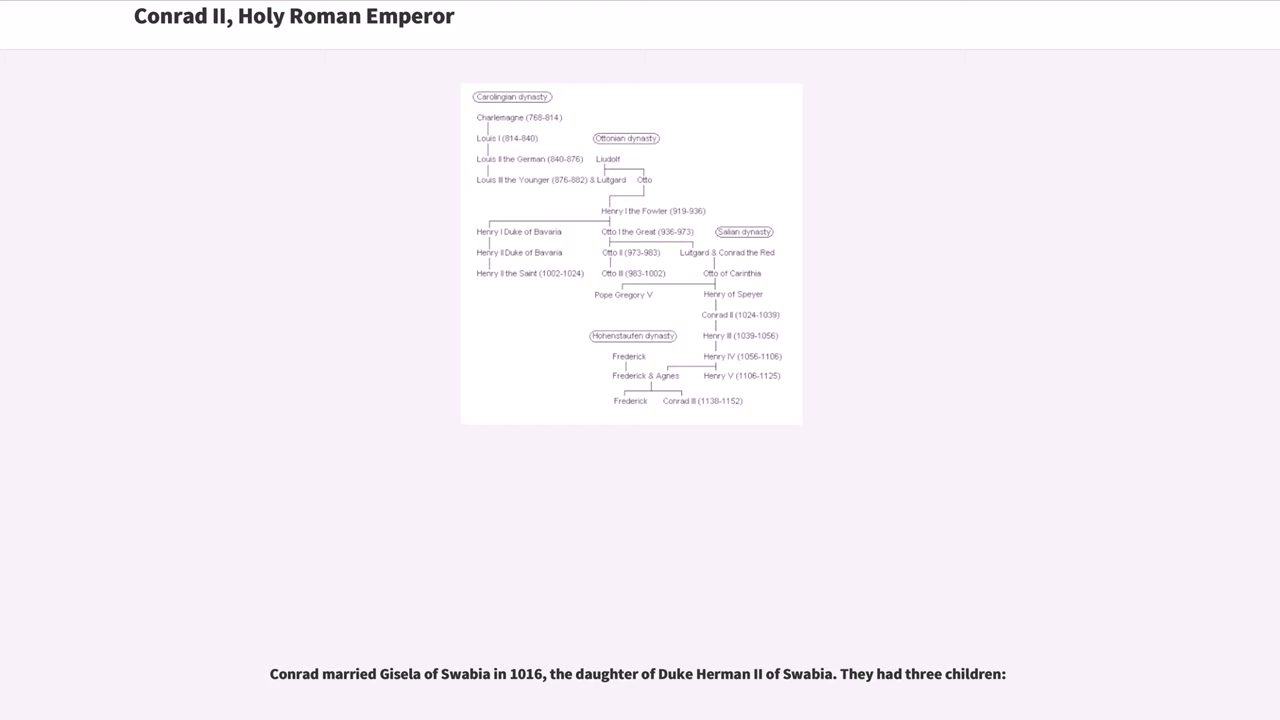 Conrad II, Holy Roman Emperor
Carolingian dynasty
Charlemagne (768-814)
Louis I (814-840)
Ottonian dynasty
Louis II the German (840-876)
Liudolf
Louis III the Younger (876-882) & Lutgard
Otto
Henry I the Fowler (919-936)
Henry I Duke of Bavaria
Otto I the Great (936-973)
Salian dynasty
Henry II Duke of Bavaria
Otto II (973-983)
Lutgard & Conrad the Red
Henry II the Saint (1002-1024)
Otto III (983-1002)
Otto of Carinthia
Pope Gregory V
Henry of Speyer
Conrad II (1024-1039)
Hohenstaufen dynasty
Henry III (1039-1056)
Frederick
Henry IV (1056-1106)
Frederick & Agnes
Henry V (1106-1125)
Frederick
Conrad III (1138-1152)
Conrad married Gisela of Swabia in 1016, the daughter of Duke Herman II of Swabia. They had three children: